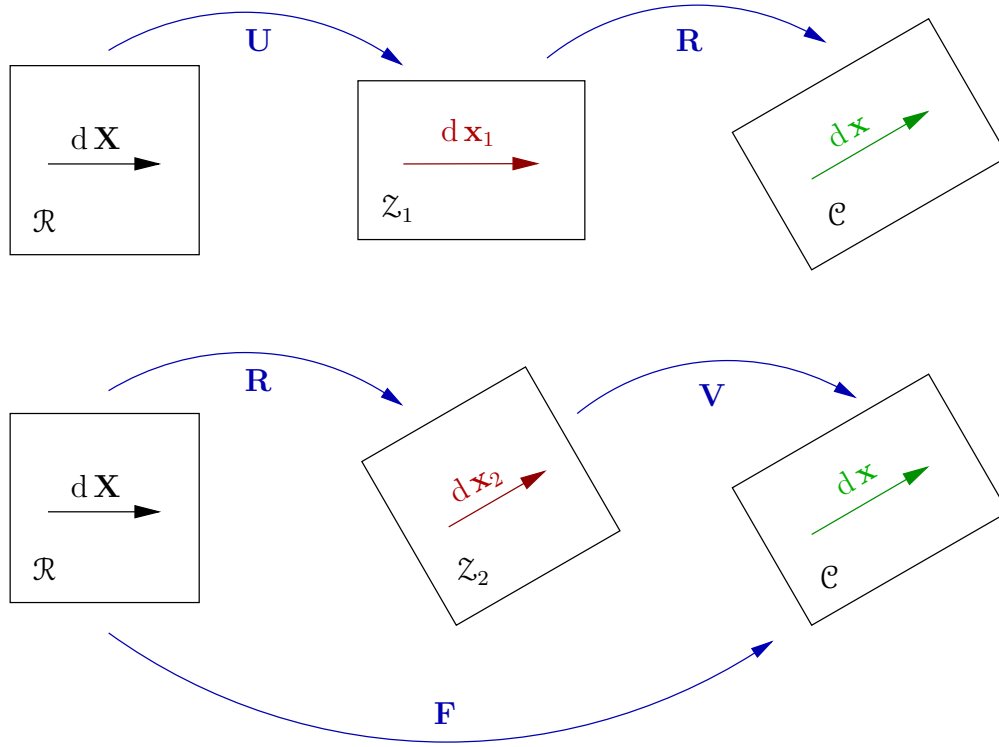 U R
d X d x₁ d x
ℛ 𝒵₁ 𝒞
R V
d X d x₂ d x
ℛ 𝒵₂ 𝒞
F